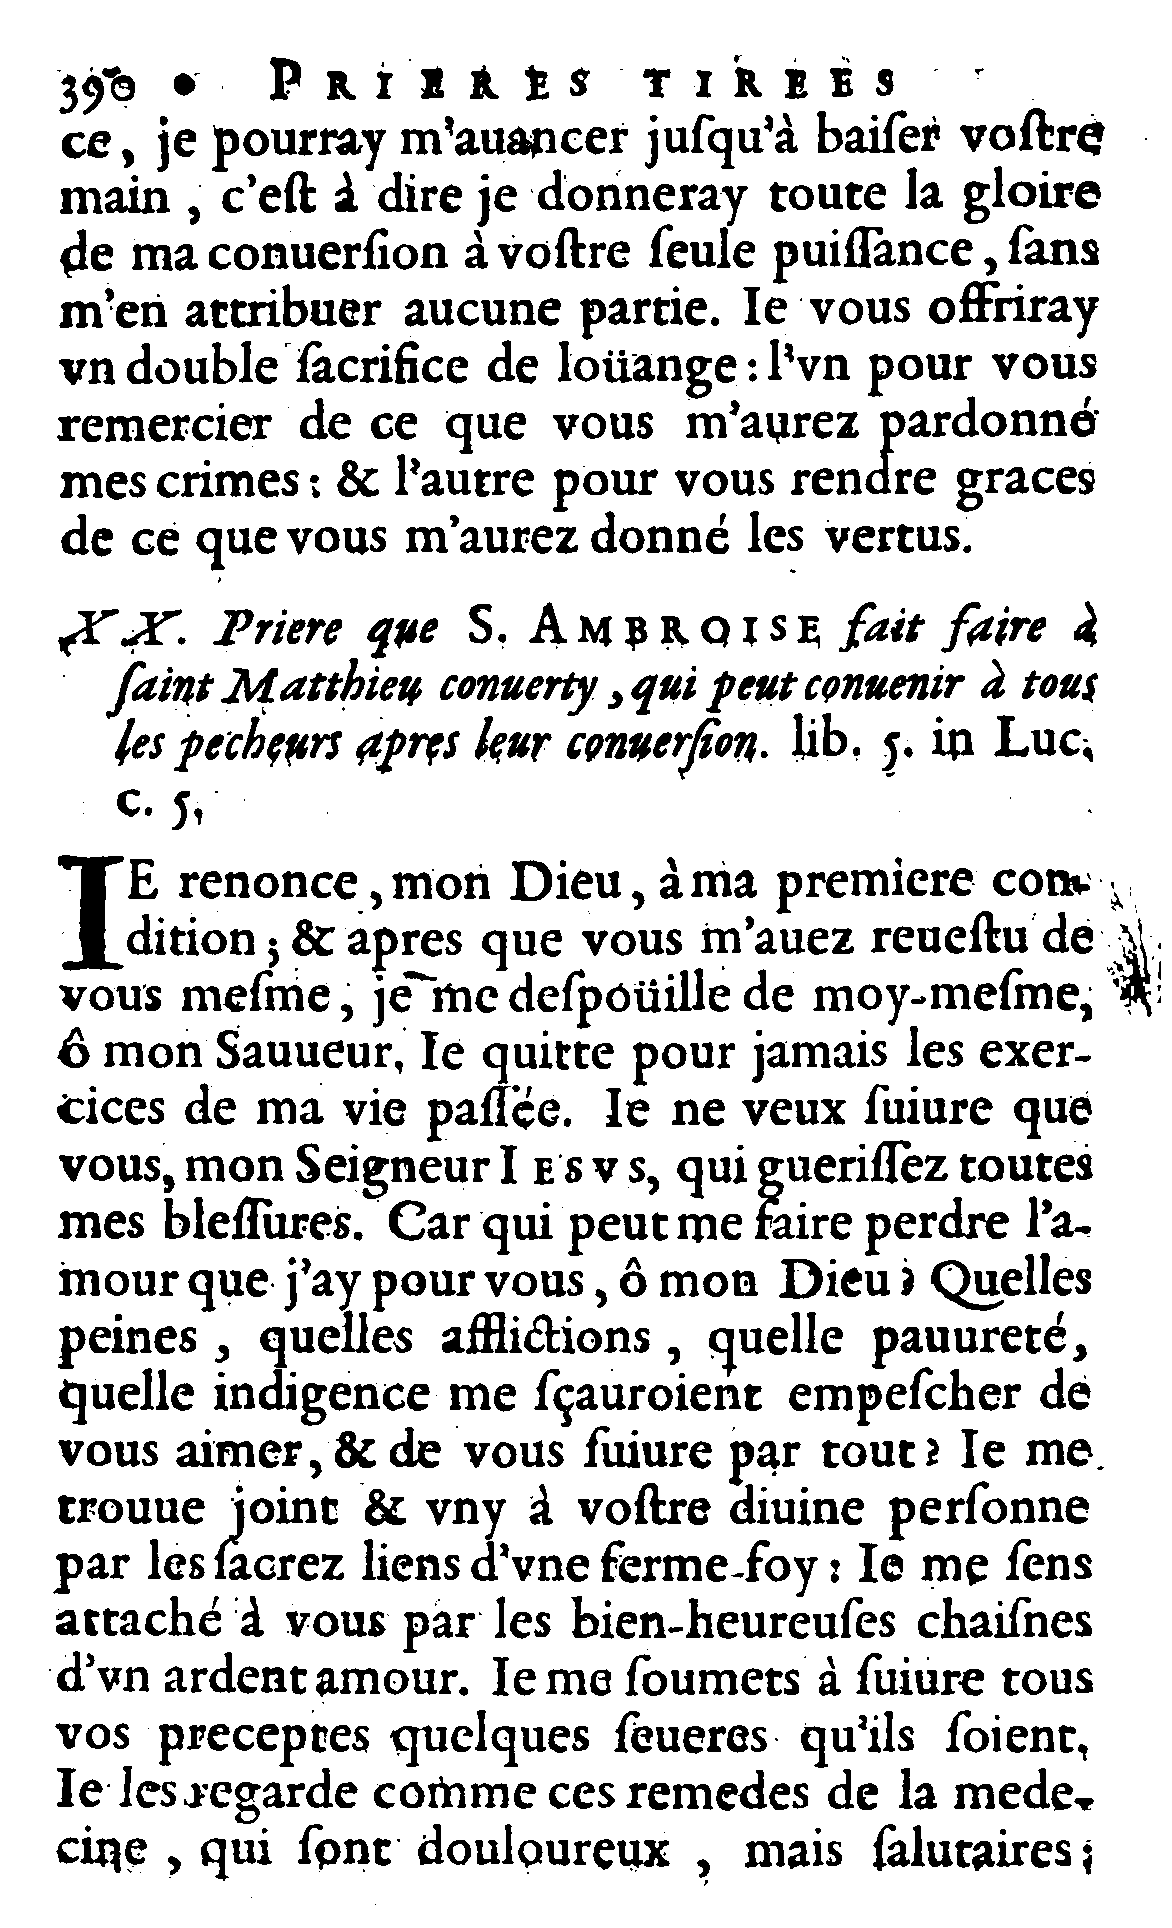 390 • PRIERES TIREES
ce, je pourray m'auancer juſqu'à baiſer voſtre
main, c'eſt à dire je donneray toute la gloire
de ma conuerſion à voſtre ſeule puiſſance, ſans
m'en attribuer aucune partie. Ie vous offriray
vn double ſacrifice de loüange : l'vn pour vous
remercier de ce que vous m'aurez pardonné
mes crimes ; & l'autre pour vous rendre graces
de ce que vous m'aurez donné les vertus.
XX. Priere que S. AMBROISE fait faire à
ſaint Matthieu conuerty, qui peut conuenir à tous
les pecheurs apres leur conuerſion. lib. 5. in Luc.
c. 5.
IE renonce, mon Dieu, à ma premiere con-
dition ; & apres que vous m'auez reueſtu de
vous meſme, je me deſpoüille de moy-meſme,
ô mon Sauueur. Ie quitte pour jamais les exer-
cices de ma vie paſſée. Ie ne veux ſuiure que
vous, mon Seigneur IESVS, qui gueriſſez toutes
mes bleſſures. Car qui peut me faire perdre l'a-
mour que j'ay pour vous, ô mon Dieu ? Quelles
peines, quelles afflictions, quelle pauureté,
quelle indigence me ſçauroient empeſcher de
vous aimer, & de vous ſuiure par tout ? Ie me
trouue joint & vny à voſtre diuine perſonne
par les ſacrez liens d'vne ferme foy : Ie me ſens
attaché à vous par les bien-heureuſes chaiſnes
d'vn ardent amour. Ie me ſoumets à ſuiure tous
vos preceptes quelques ſeueres qu'ils ſoient.
Ie les regarde comme ces remedes de la mede-
cine, qui ſont douloureux, mais ſalutaires ;